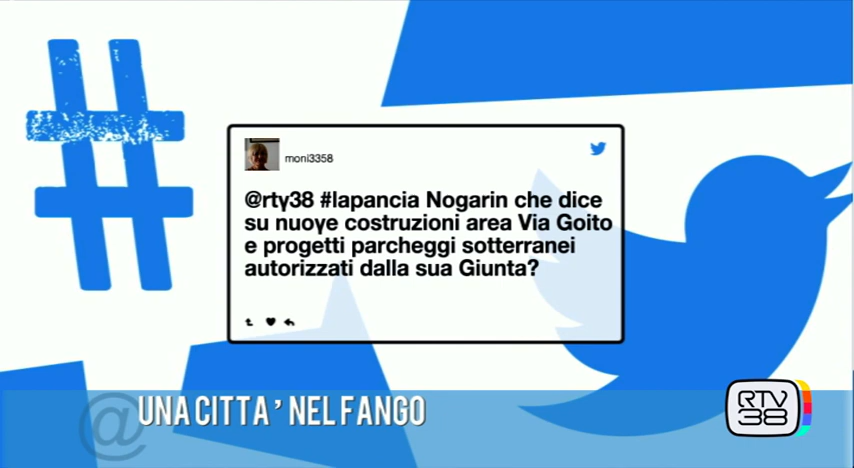 #
moni3358
@rtv38 #lapancia Nogarin che dice
su nuove costruzioni area Via Goito
e progetti parcheggi sotterranei
autorizzati dalla sua Giunta?
@
UNA CITTA' NEL FANGO
RTV
38